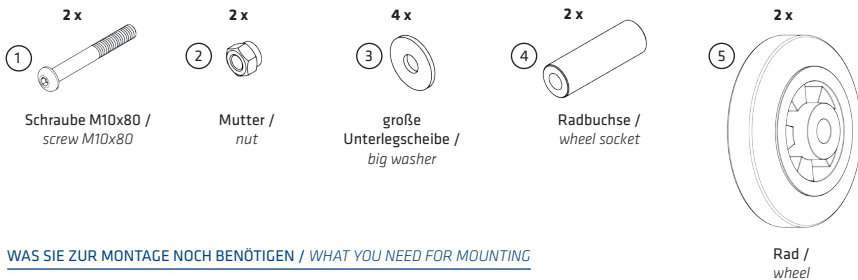 2 x
2 x
4 x
2 x
2 x
1
2
3
4
5
Schraube M10x80 /
screw M10x80
Mutter /
nut
große
Unterlegscheibe /
big washer
Radbuchse /
wheel socket
Rad /
wheel
WAS SIE ZUR MONTAGE NOCH BENÖTIGEN / WHAT YOU NEED FOR MOUNTING